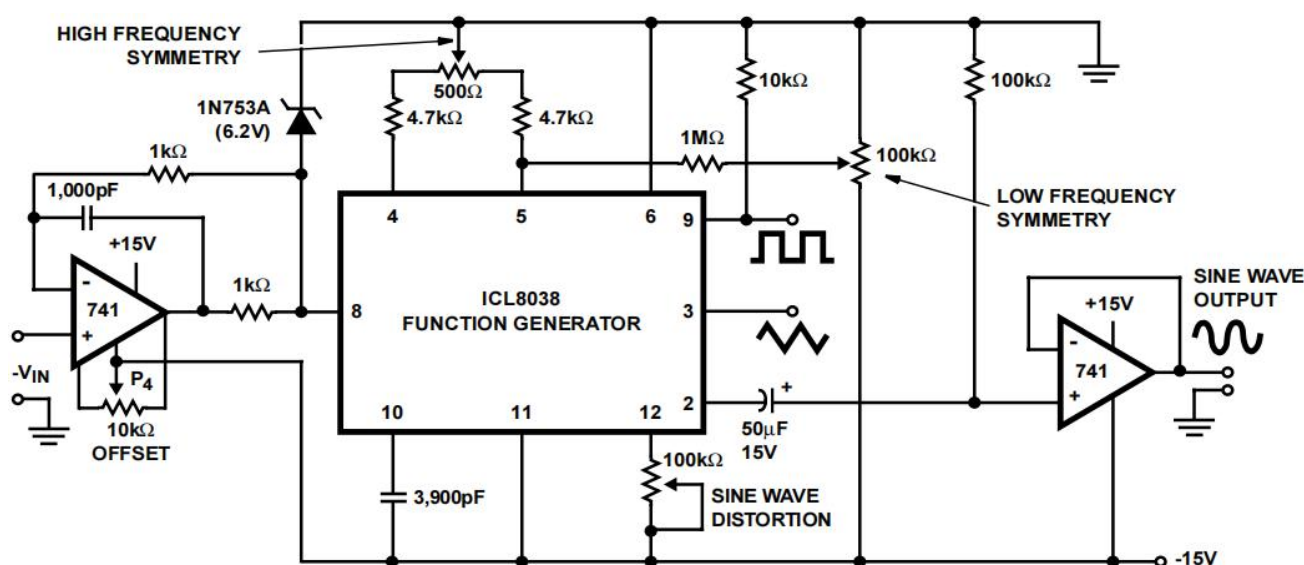 HIGH FREQUENCY
SYMMETRY
500Ω
1N753A
(6.2V)
4.7kΩ
4.7kΩ
10kΩ
100kΩ
1kΩ
1MΩ
100kΩ
1,000pF
LOW FREQUENCY
SYMMETRY
4
5
6
9
+15V
-
741
+
1kΩ
8
ICL8038
FUNCTION GENERATOR
3
SINE WAVE
OUTPUT
+15V
-
741
+
-VIN
P4
10kΩ
OFFSET
10
11
12
2
+
50μF
15V
100kΩ
3,900pF
SINE WAVE
DISTORTION
-15V